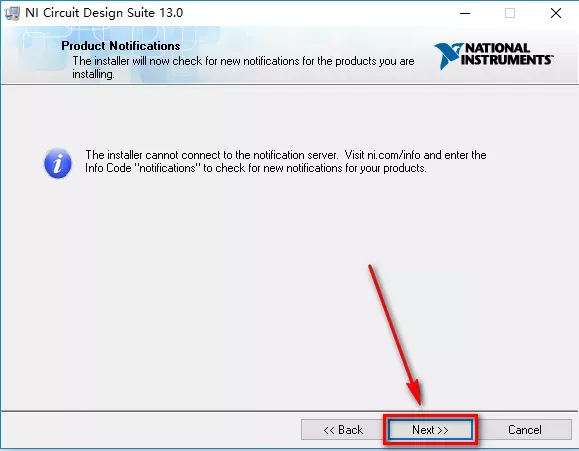 NI Circuit Design Suite 13.0
Product Notifications
The installer will now check for new notifications for the products you are
installing.
NATIONAL
INSTRUMENTS™
The installer cannot connect to the notification server. Visit ni.com/info and enter the
Info Code "notifications" to check for new notifications for your products.
<< Back
Next >>
Cancel